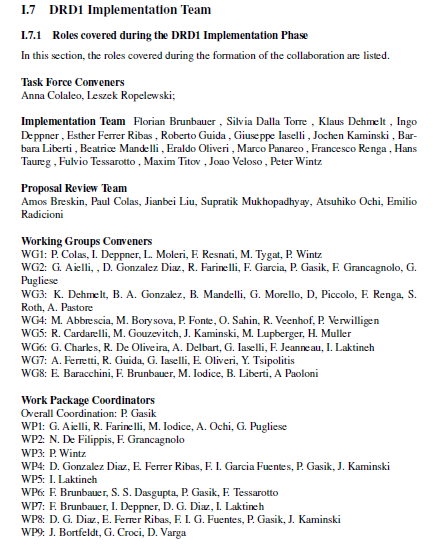 I.7 DRD1 Implementation Team
I.7.1 Roles covered during the DRD1 Implementation Phase
In this section, the roles covered during the formation of the collaboration are listed.
Task Force Conveners
Anna Colaleo, Leszek Ropelewski;
Implementation Team Florian Brunbauer , Silvia Dalla Torre , Klaus Dehmelt , Ingo
Deppner , Esther Ferrer Ribas , Roberto Guida , Giuseppe Iaselli , Jochen Kaminski , Bar-
bara Liberti , Beatrice Mandelli , Eraldo Oliveri , Marco Panareo , Francesco Renga , Hans
Taureg , Fulvio Tessarotto , Maxim Titov , Joao Veloso , Peter Wintz
Proposal Review Team
Amos Breskin, Paul Colas, Jianbei Liu, Supratik Mukhopadhyay, Atsuhiko Ochi, Emilio
Radicioni
Working Groups Conveners
WG1: P. Colas, I. Deppner, L. Moleri, F. Resnati, M. Tygat, P. Wintz
WG2: G. Aielli, , D. Gonzalez Diaz, R. Farinelli, F. Garcia, P. Gasik, F. Grancagnolo, G.
Pugliese
WG3: K. Dehmelt, B. A. Gonzalez, B. Mandelli, G. Morello, D, Piccolo, F. Renga, S.
Roth, A. Pastore
WG4: M. Abbrescia, M. Borysova, P. Fonte, O. Sahin, R. Veenhof, P. Verwilligen
WG5: R. Cardarelli, M. Gouzevitch, J. Kaminski, M. Lupberger, H. Muller
WG6: G. Charles, R. De Oliveira, A. Delbart, G. Iaselli, F. Jeanneau, I. Laktineh
WG7: A. Ferretti, R. Guida, G. Iaselli, E. Oliveri, Y. Tsipolitis
WG8: E. Baracchini, F. Brunbauer, M. Iodice, B. Liberti, A Paoloni
Work Package Coordinators
Overall Coordination: P. Gasik
WP1: G. Aielli, R. Farinelli, M. Iodice, A. Ochi, G. Pugliese
WP2: N. De Filippis, F. Grancagnolo
WP3: P. Wintz
WP4: D. Gonzalez Diaz, E. Ferrer Ribas, F. I. Garcia Fuentes, P. Gasik, J. Kaminski
WP5: I. Laktineh
WP6: F. Brunbauer, S. S. Dasgupta, P. Gasik, F. Tessarotto
WP7: F. Brunbauer, I. Deppner, D. G. Diaz, I. Laktineh
WP8: D. G. Diaz, E. Ferrer Ribas, F. I. G. Fuentes, P. Gasik, J. Kaminski
WP9: J. Bortfeldt, G. Croci, D. Varga